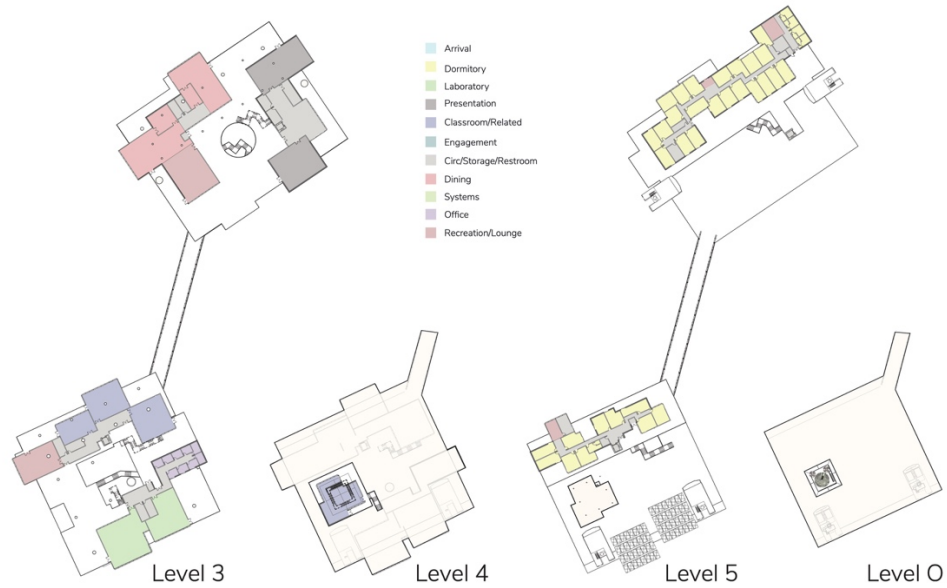 Arrival
Dormitory
Laboratory
Presentation
Classroom/Related
Engagement
Circ/Storage/Restroom
Dining
Systems
Office
Recreation/Lounge
Level 3
Level 4
Level 5
Level O